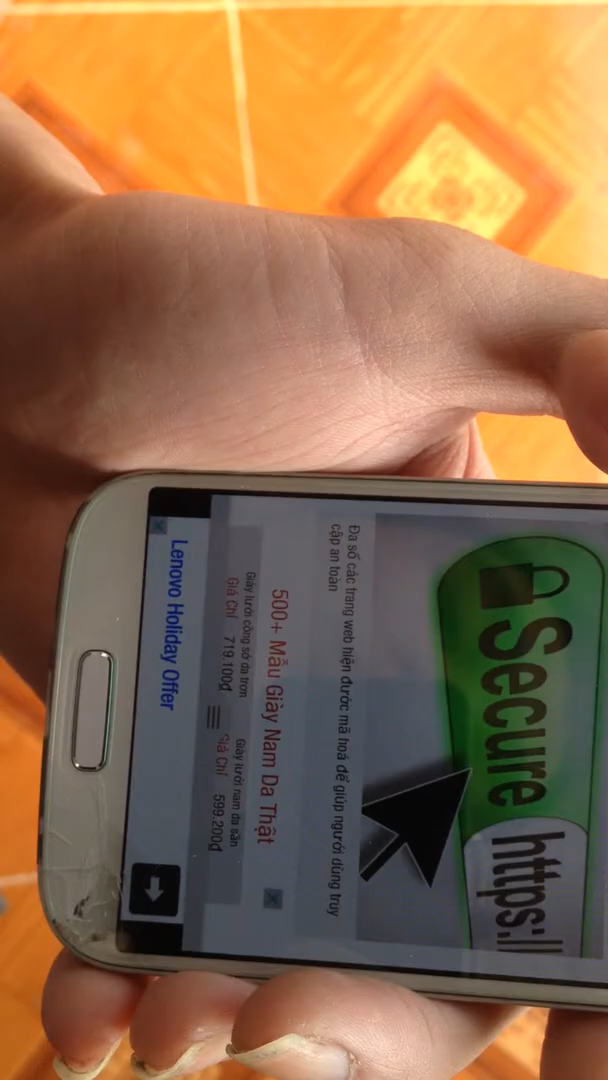 Secure https://
Đa số các trang web hiện được mã hoá để giúp người dùng truy
cập an toàn
500+ Mẫu Giày Nam Da Thật
Giày lười công sở da trơn
Giá Chỉ 719.100₫
Giày lười nam da sần
Giá Chỉ 599.200₫
Lenovo Holiday Offer